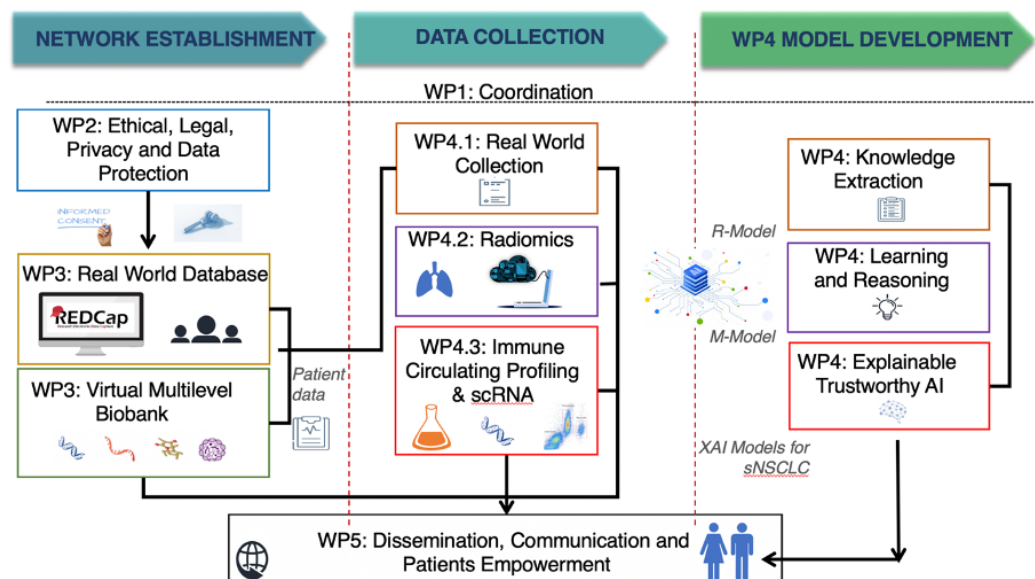 NETWORK ESTABLISHMENT
DATA COLLECTION
WP4 MODEL DEVELOPMENT
WP1: Coordination
WP2: Ethical, Legal,
Privacy and Data
Protection
INFORMED
CONSENT
WP3: Real World Database
REDCap
WP3: Virtual Multilevel
Biobank
Patient
data
WP4.1: Real World
Collection
WP4.2: Radiomics
WP4.3: Immune
Circulating Profiling
& scRNA
R-Model
M-Model
WP4: Knowledge
Extraction
WP4: Learning
and Reasoning
WP4: Explainable
Trustworthy AI
XAI Models for
sNSCLC
WP5: Dissemination, Communication and
Patients Empowerment